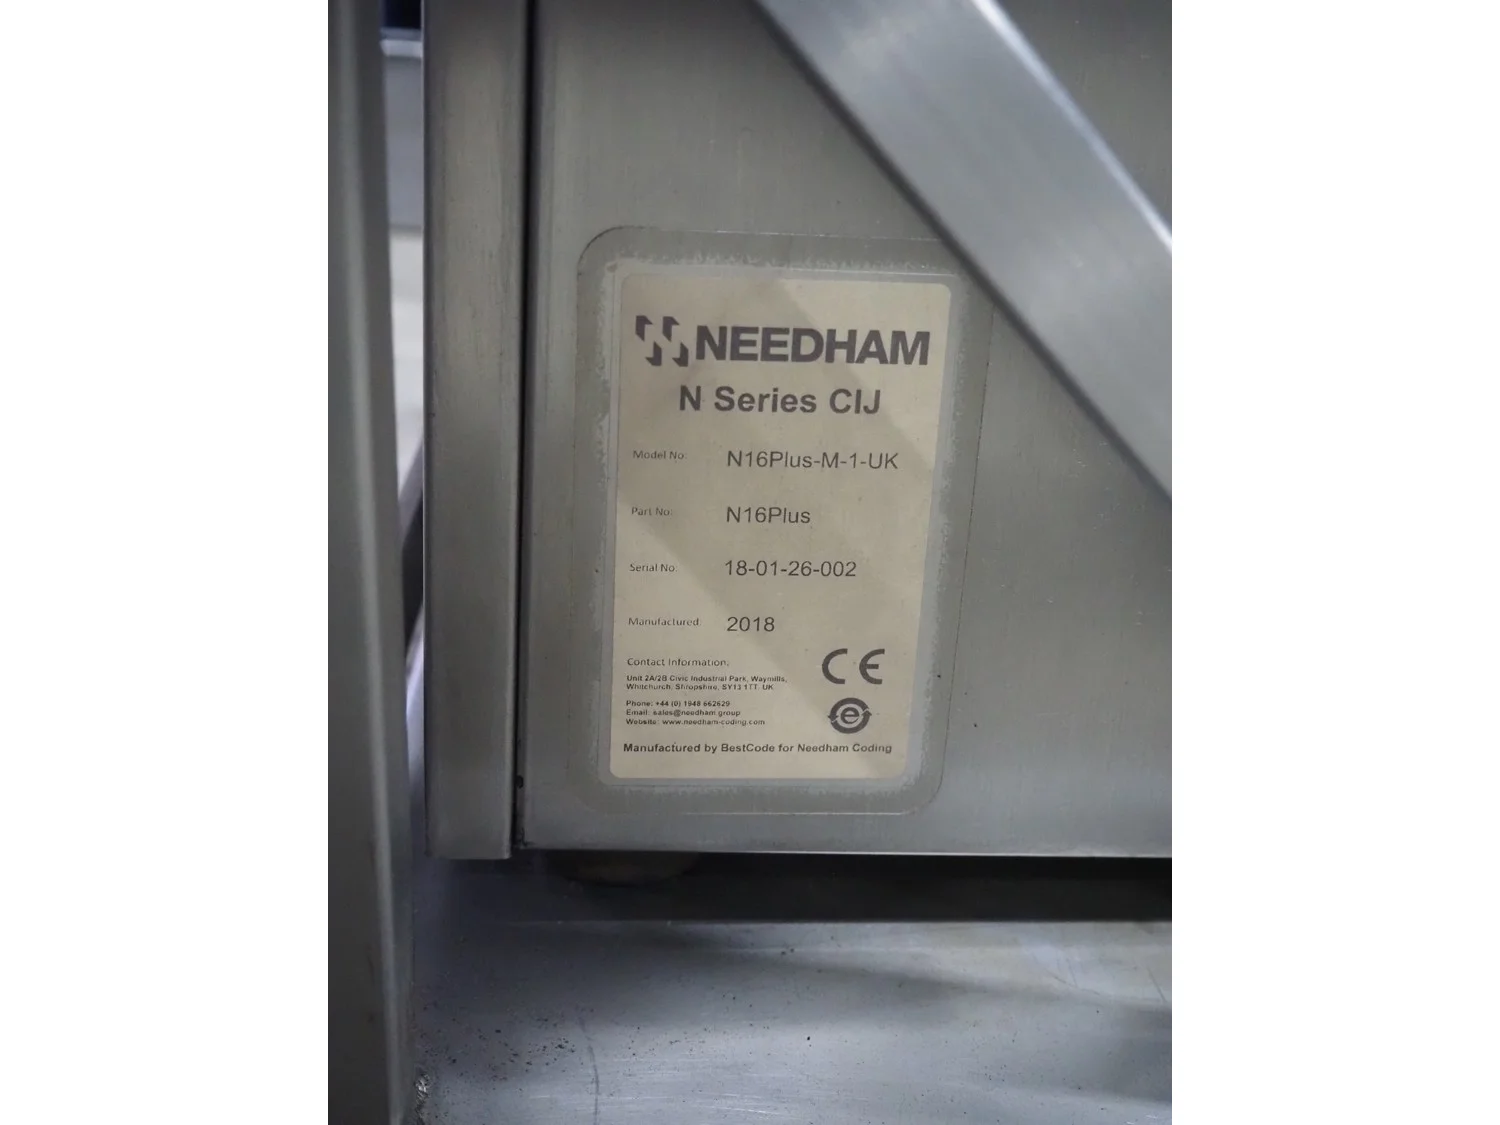 NEEDHAM
N Series CIJ
Model No: N16Plus-M-1-UK
Part No: N16Plus
Serial No: 18-01-26-002
Manufactured: 2018
Contact Information:
Unit 2A/2B Civic Industrial Park, Waymills,
Whitchurch, Shropshire, SY13 1TT. UK
Phone: +44 (0) 1948 662629
Email: sales@needham.group
Website: www.needham-coding.com
CE
e
Manufactured by BestCode for Needham Coding